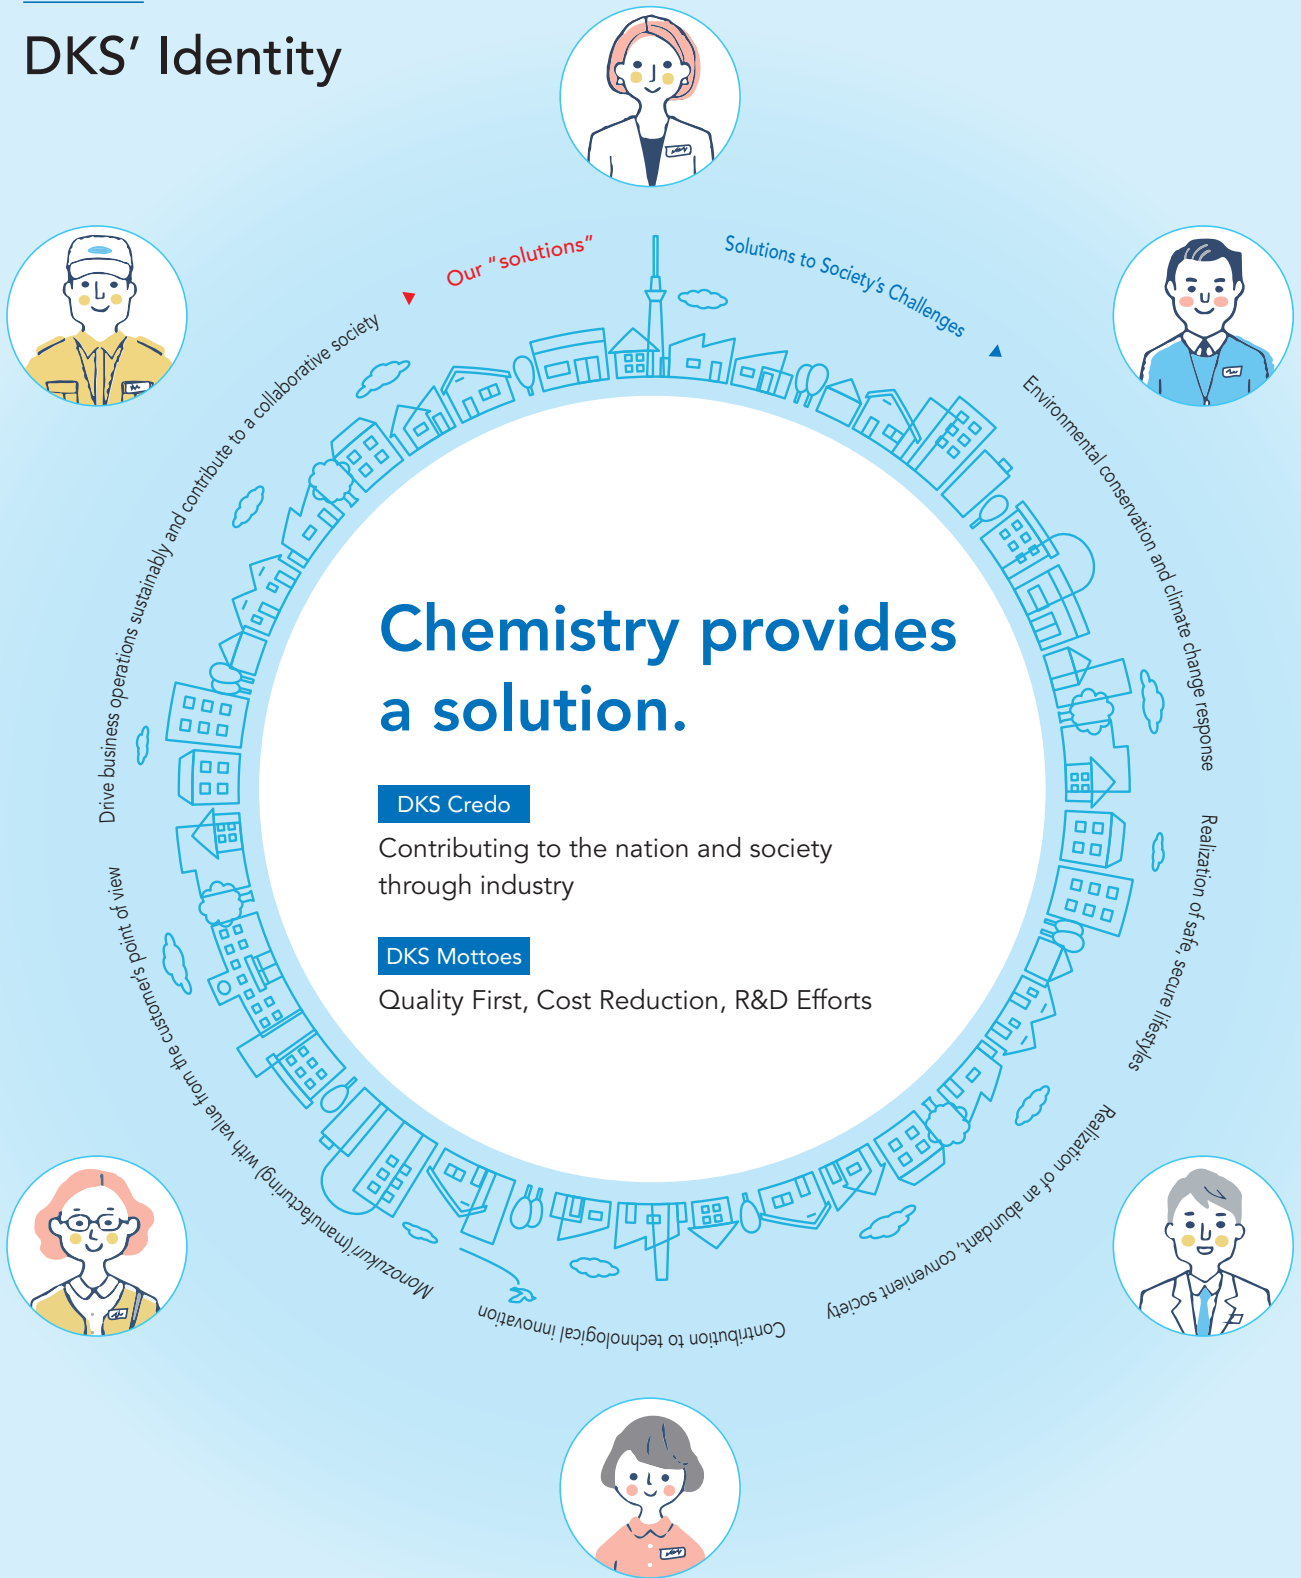 DKS’ Identity
Our “solutions”
Solutions to Society’s Challenges
Environmental conservation and climate change response
Realization of safe, secure lifestyles
Realization of an abundant, convenient society
Contribution to technological innovation
Monozukuri (manufacturing) with value from the customer’s point of view
Drive business operations sustainably and contribute to a collaborative society
Chemistry provides
a solution.
DKS Credo
Contributing to the nation and society
through industry
DKS Mottoes
Quality First, Cost Reduction, R&D Efforts